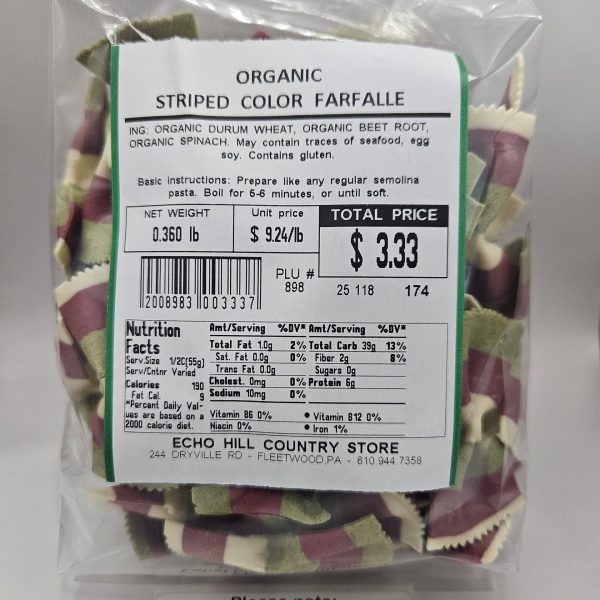 ORGANIC
STRIPED COLOR FARFALLE
ING: ORGANIC DURUM WHEAT, ORGANIC BEET ROOT,
ORGANIC SPINACH. May contain traces of seafood, egg
soy. Contains gluten.
Basic instructions: Prepare like any regular semolina
pasta. Boil for 5-6 minutes, or until soft.
NET WEIGHT Unit price TOTAL PRICE
0.360 lb $ 9.24/lb $ 3.33
PLU #
898 25 118 174
2008983 003337
Nutrition Facts
Serv.Size 1/2C(55g)
Serv/Cntnr Varied
Calories 190
Fat Cal. 9
*Percent Daily Val-
ues are based on a
2000 calorie diet.
Amt/Serving %DV* Amt/Serving %DV*
Total Fat 1.0g 2% Total Carb 39g 13%
Sat. Fat 0.0g 0% Fiber 2g 8%
Trans Fat 0.0g Sugars 0g
Cholest. 0mg 0% Protein 6g
Sodium 10mg 0%
Vitamin B6 0% • Vitamin B12 0%
Niacin 0% • Iron 1%
ECHO HILL COUNTRY STORE
244 DRYVILLE RD - FLEETWOOD,PA - 610 944 7358
Please note: